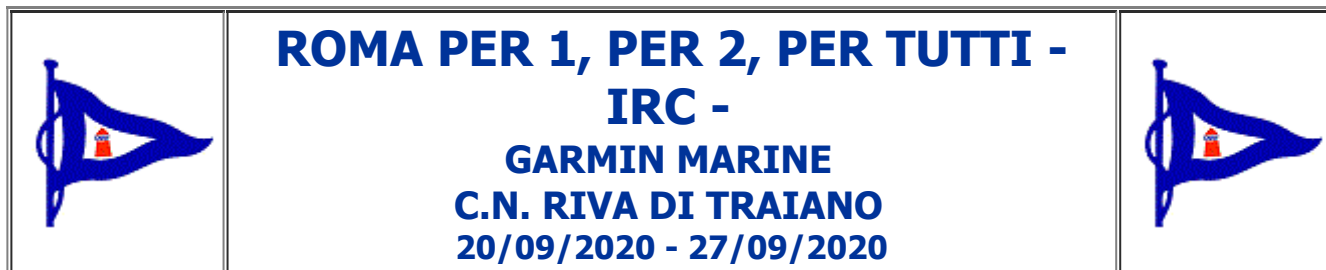 ROMA PER 1, PER 2, PER TUTTI -
IRC -
GARMIN MARINE
C.N. RIVA DI TRAIANO
20/09/2020 - 27/09/2020